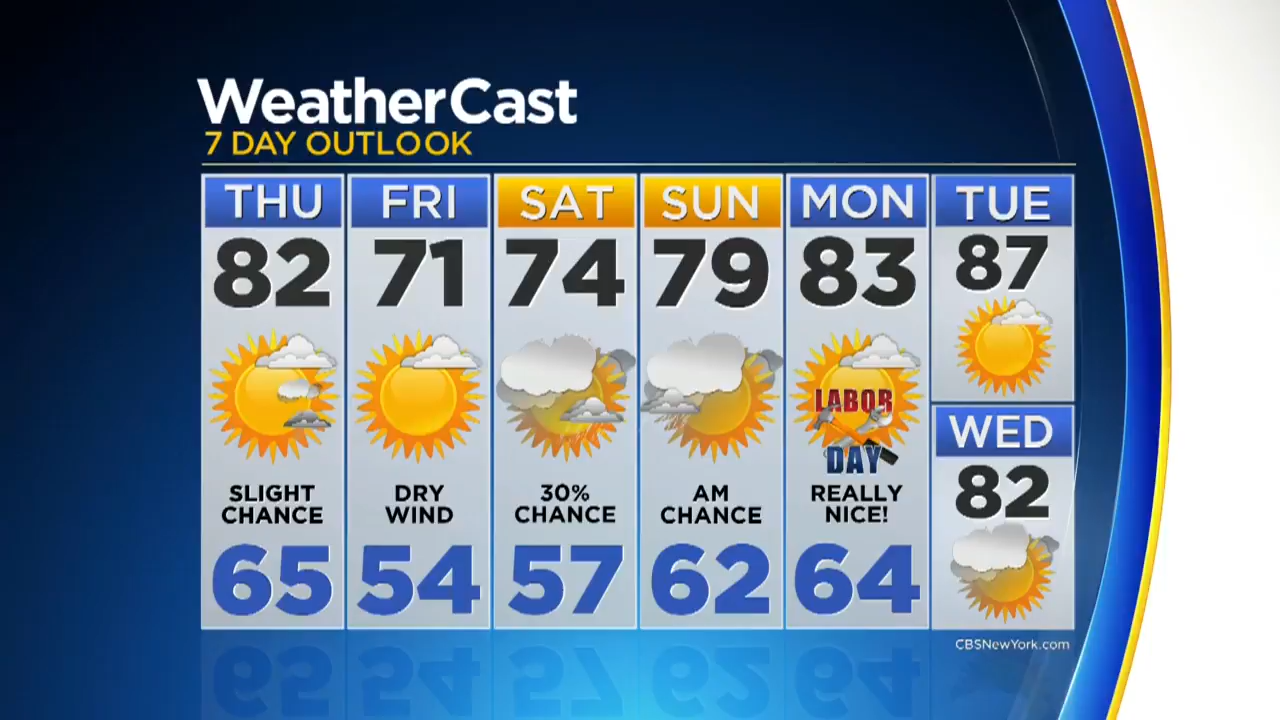 WeatherCast
7 DAY OUTLOOK
THU
82
SLIGHT
CHANCE
65
FRI
71
DRY
WIND
54
SAT
74
30%
CHANCE
57
SUN
79
AM
CHANCE
62
MON
83
LABOR
DAY
REALLY
NICE!
64
TUE
87
WED
82
CBSNewYork.com